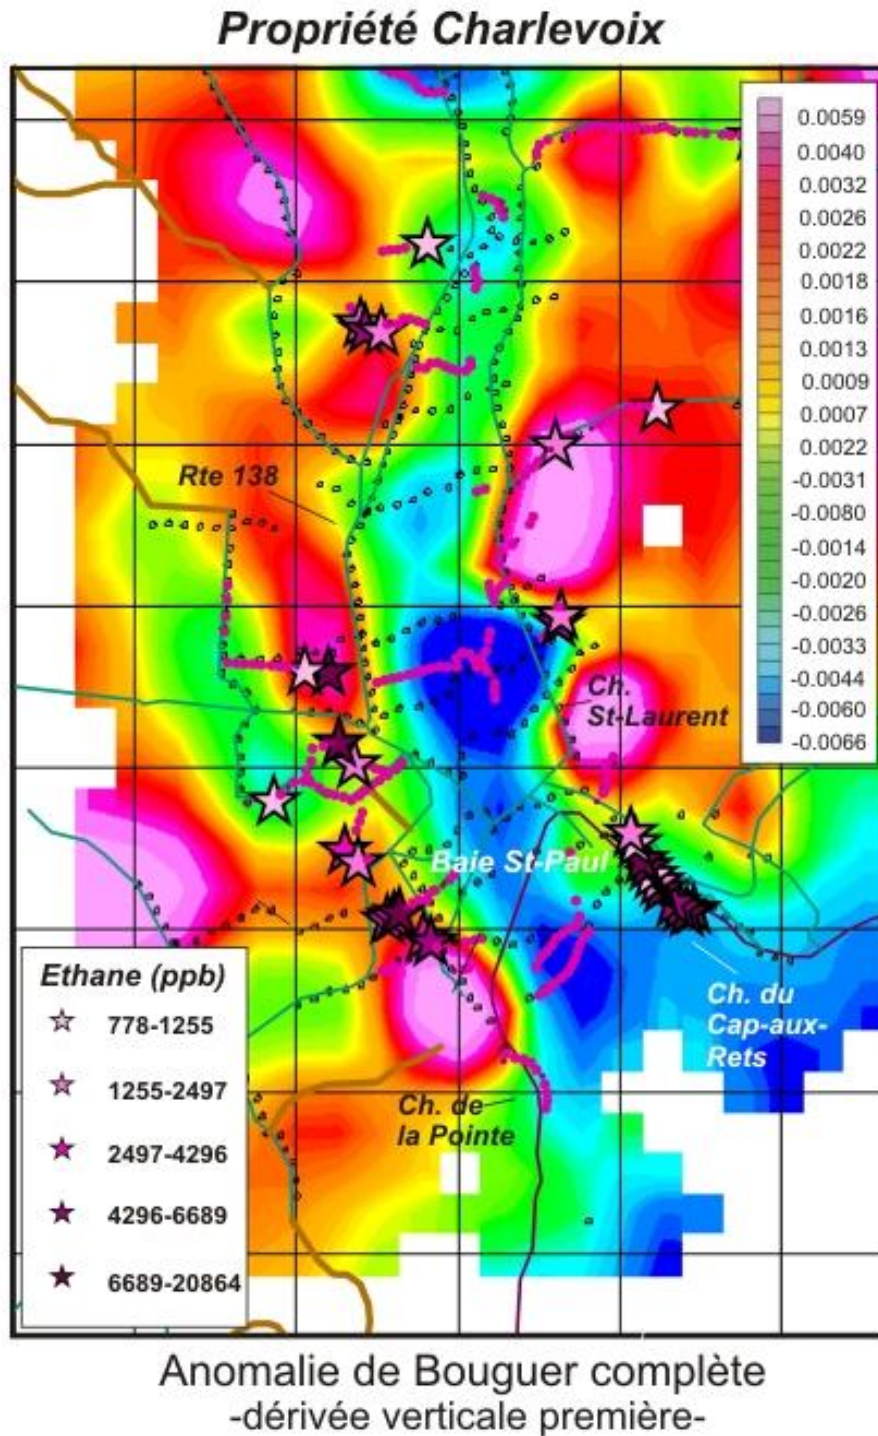 Propriété Charlevoix
0.0059
0.0040
0.0032
0.0026
0.0022
0.0018
0.0016
0.0013
0.0009
0.0007
0.0022
-0.0031
-0.0080
-0.0014
-0.0020
-0.0026
-0.0033
-0.0044
-0.0060
-0.0066
Rte 138
Ch.
St-Laurent
Baie St-Paul
Ch. du
Cap-aux-
Rets
Ch. de
la Pointe
Ethane (ppb)
778-1255
1255-2497
2497-4296
4296-6689
6689-20864
Anomalie de Bouguer complète
-dérivée verticale première-